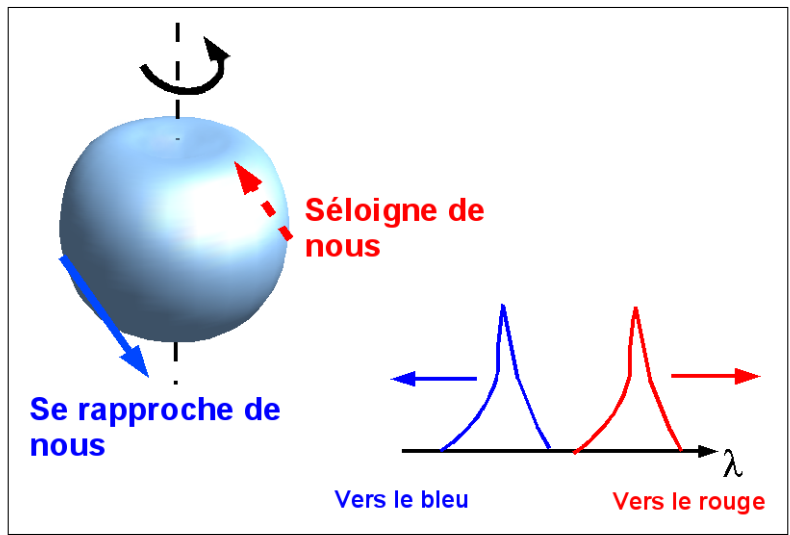 Séloigne de
nous
Se rapproche de
nous
λ
Vers le bleu
Vers le rouge